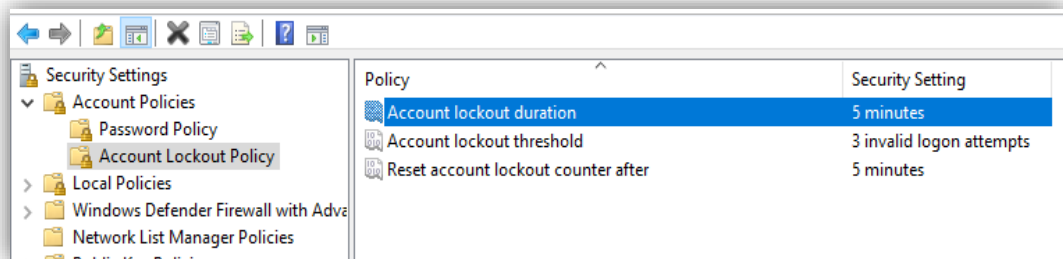 Security Settings
Account Policies
Password Policy
Account Lockout Policy
Local Policies
Windows Defender Firewall with Adva
Network List Manager Policies
Policy Security Setting
Account lockout duration 5 minutes
Account lockout threshold 3 invalid logon attempts
Reset account lockout counter after 5 minutes